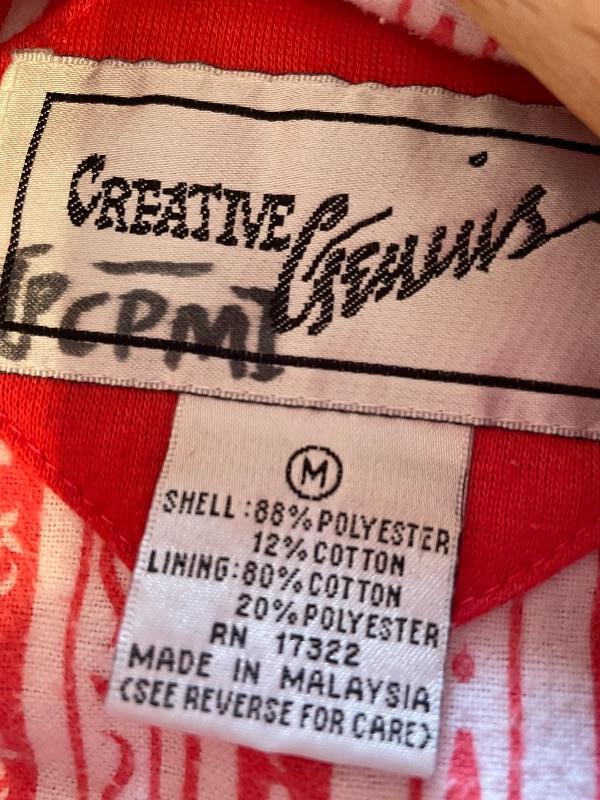 CREATIVE Genius
[PCPM]
M
SHELL:88% POLYESTER
12% COTTON
LINING:80% COTTON
20% POLYESTER
RN 17322
MADE IN MALAYSIA
(SEE REVERSE FOR CARE)